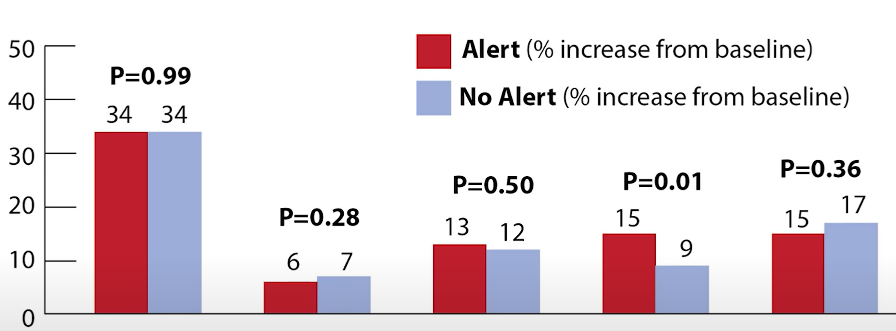 Alert (% increase from baseline)
No Alert (% increase from baseline)
50
40
30
20
10
0
P=0.99
34 34
P=0.28
6 7
P=0.50
13 12
P=0.01
15 9
P=0.36
15 17